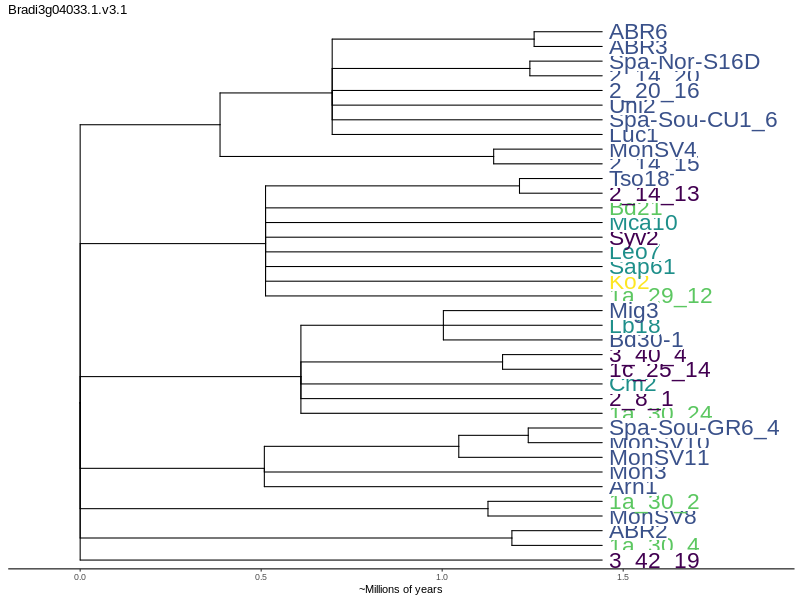 Bradi3g04033.1.v3.1
ABR6
ABR3
Spa-Nor-S16D
2_14_20
2_20_16
Uni2
Spa-Sou-CU1_6
Luc1
MonSV4
2_14_15
Tso18
2_14_13
Bd21
Mca10
Syv2
Leo7
Sap61
Ko2
1a_29_12
Mig3
Lb18
Bd30-1
3_40_4
1c_25_14
Cm2
2_8_1
1a_30_24
Spa-Sou-GR6_4
MonSV10
MonSV11
Mon3
Arn1
1a_30_2
MonSV8
ABR2
1a_30_4
3_42_19
0.0 0.5 1.0 1.5
~Millions of years